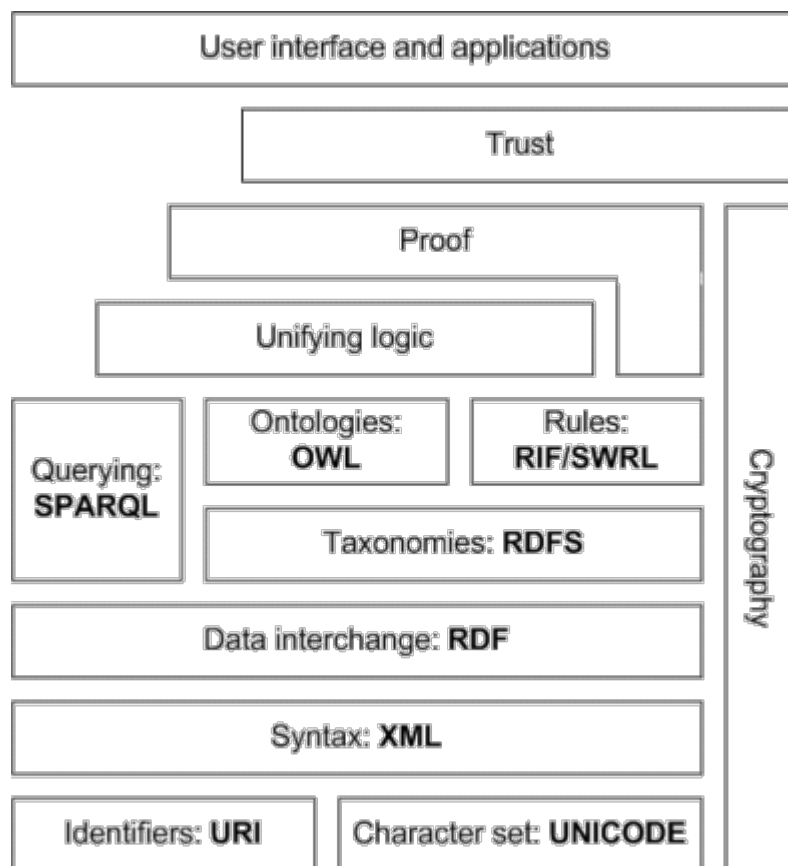 User interface and applications
Trust
Proof
Unifying logic
Ontologies:
OWL
Rules:
RIF/SWRL
Querying:
SPARQL
Taxonomies: RDFS
Cryptography
Data interchange: RDF
Syntax: XML
Identifiers: URI
Character set: UNICODE